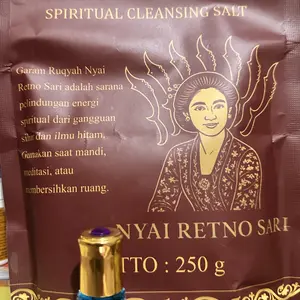 SPIRITUAL CLEANSING SALT
Garam Ruqyah Nyai
Retno Sari adalah sarana
pelindungan energi
spiritual dari gangguan
sihir dan ilmu hitam,
Gunakan saat mandi,
meditasi, atau
membersihkan ruang.
NYAI RETNO SARI
TTO : 250 g